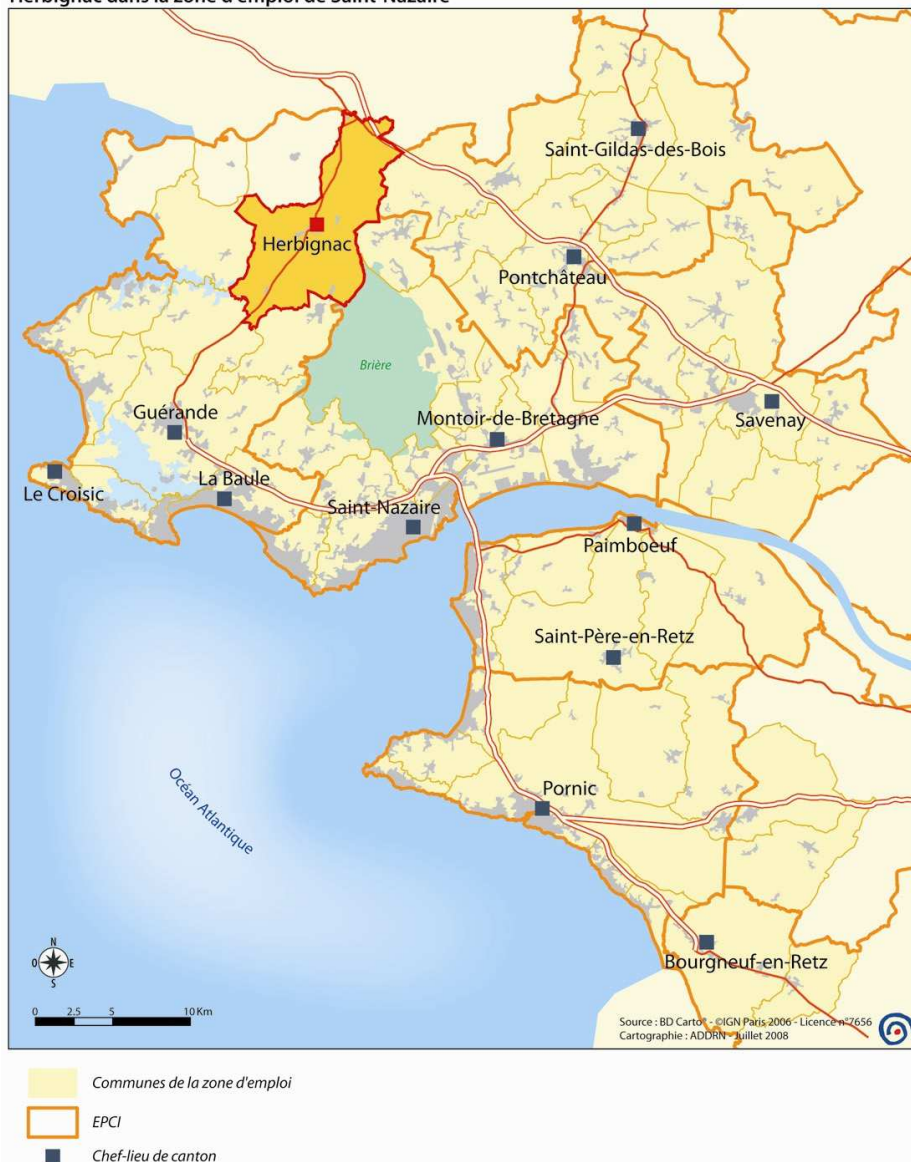 Herbignac dans la zone d'emploi de Saint-Nazaire
Saint-Gildas-des-Bois
Herbignac
Pontchâteau
Brière
Guérande
Montoir-de-Bretagne
Savenay
Le Croisic
La Baule
Saint-Nazaire
Paimboeuf
Saint-Père-en-Retz
Océan Atlantique
Pornic
Bourgneuf-en-Retz
N
O E
S
0 2.5 5 10 Km
Source : BD Carto® - ©IGN Paris 2006 - Licence n°7656
Cartographie : ADDRN - Juillet 2008
Communes de la zone d'emploi
EPCI
Chef-lieu de canton